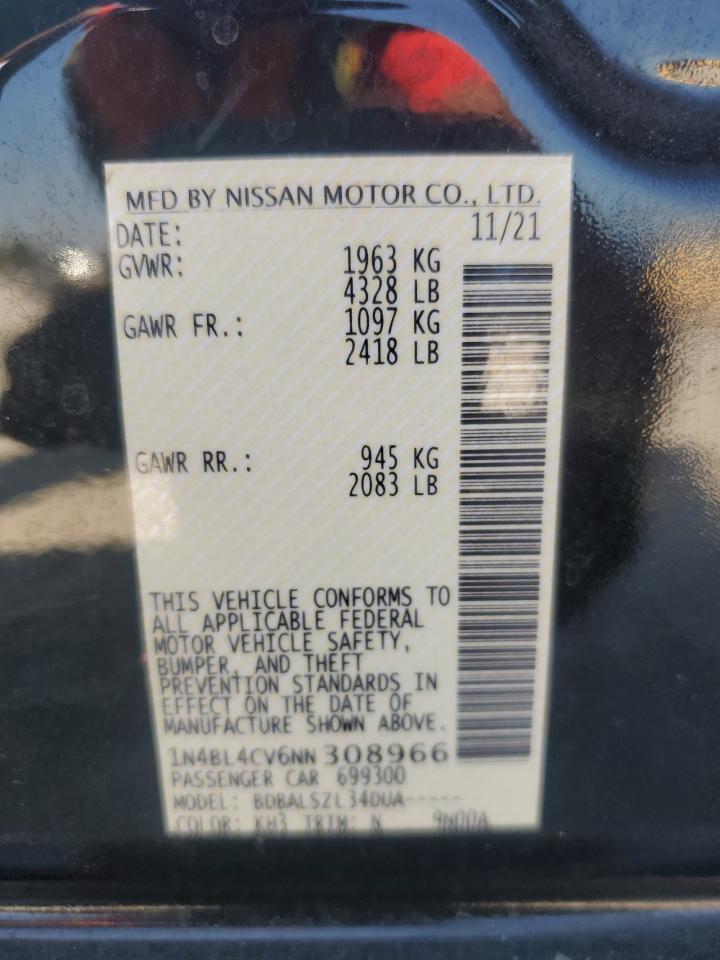 MFD BY NISSAN MOTOR CO., LTD.
DATE: 11/21
GVWR: 1963 KG
4328 LB
GAWR FR.: 1097 KG
2418 LB
GAWR RR.: 945 KG
2083 LB
THIS VEHICLE CONFORMS TO
ALL APPLICABLE FEDERAL
MOTOR VEHICLE SAFETY,
BUMPER, AND THEFT
PREVENTION STANDARDS IN
EFFECT ON THE DATE OF
MANUFACTURE SHOWN ABOVE.
1N4BL4CV6NN 308966
PASSENGER CAR 699300
MODEL: BDBALSZL34DUA-----
COLOR: KH3 TRIM: N 9N00A